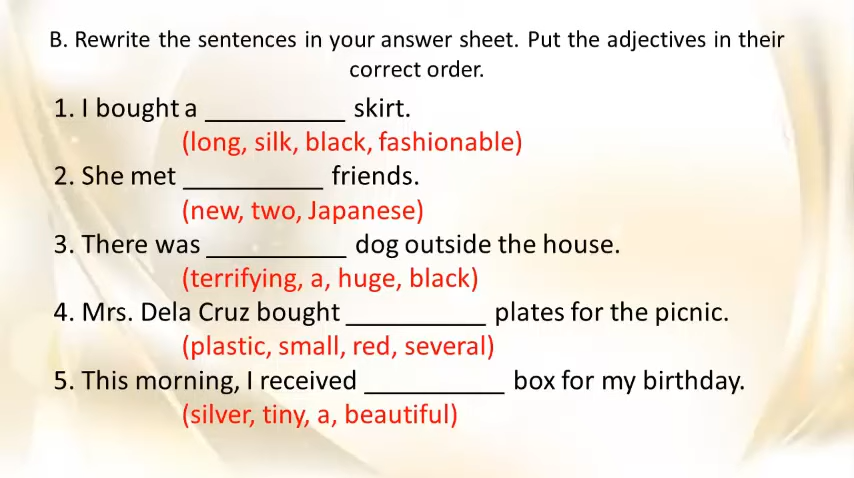 B. Rewrite the sentences in your answer sheet. Put the adjectives in their
correct order.
1. I bought a __________ skirt.
(long, silk, black, fashionable)
2. She met __________ friends.
(new, two, Japanese)
3. There was __________ dog outside the house.
(terrifying, a, huge, black)
4. Mrs. Dela Cruz bought __________ plates for the picnic.
(plastic, small, red, several)
5. This morning, I received __________ box for my birthday.
(silver, tiny, a, beautiful)